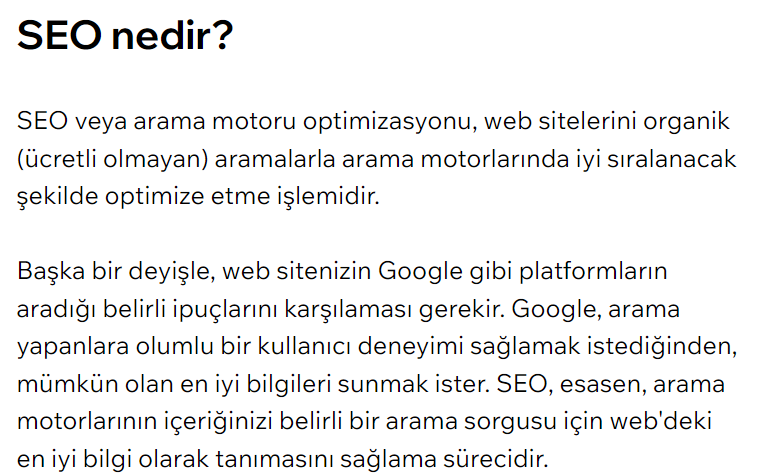 SEO nedir?
SEO veya arama motoru optimizasyonu, web sitelerini organik
(ücretli olmayan) aramalarla arama motorlarında iyi sıralanacak
şekilde optimize etme işlemidir.
Başka bir deyişle, web sitenizin Google gibi platformların
aradığı belirli ipuçlarını karşılaması gerekir. Google, arama
yapanlara olumlu bir kullanıcı deneyimi sağlamak istediğinden,
mümkün olan en iyi bilgileri sunmak ister. SEO, esasen, arama
motorlarının içeriğinizi belirli bir arama sorgusu için web'deki
en iyi bilgi olarak tanımasını sağlama sürecidir.